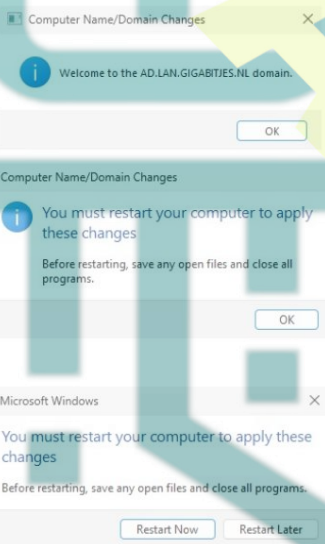 Computer Name/Domain Changes
Welcome to the AD.LAN.GIGABITJES.NL domain.
OK
Computer Name/Domain Changes
You must restart your computer to apply
these changes
Before restarting, save any open files and close all
programs.
OK
Microsoft Windows
You must restart your computer to apply these
changes
Before restarting, save any open files and close all programs.
Restart Now Restart Later